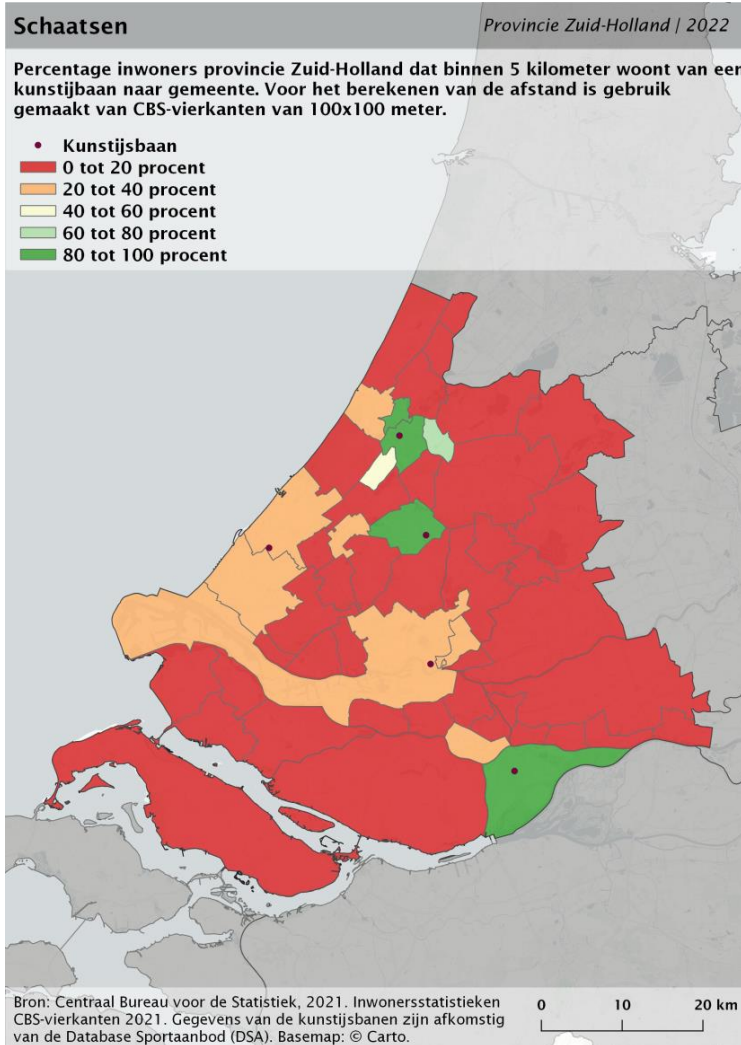 Schaatsen
Provincie Zuid-Holland | 2022
Percentage inwoners provincie Zuid-Holland dat binnen 5 kilometer woont van een
kunstijbaan naar gemeente. Voor het berekenen van de afstand is gebruik
gemaakt van CBS-vierkanten van 100x100 meter.
Kunstijsbaan
0 tot 20 procent
20 tot 40 procent
40 tot 60 procent
60 tot 80 procent
80 tot 100 procent
Bron: Centraal Bureau voor de Statistiek, 2021. Inwonersstatistieken
CBS-vierkanten 2021. Gegevens van de kunstijsbanen zijn afkomstig
van de Database Sportaanbod (DSA). Basemap: © Carto.
0 10 20 km